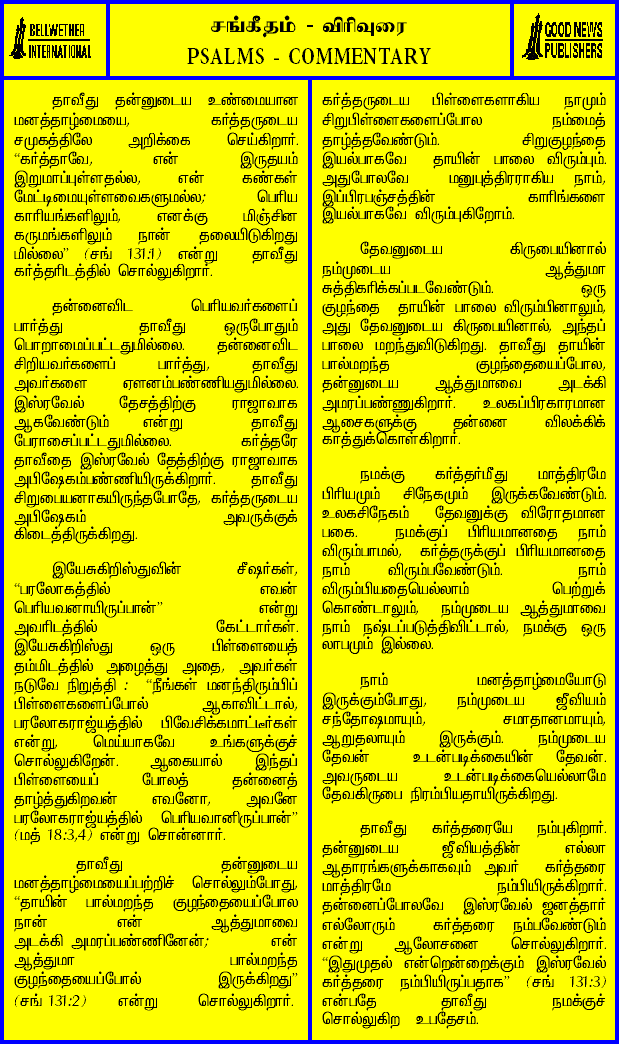 BELLWETHER
INTERNATIONAL
சங்கீதம் - விரிவுரை
PSALMS - COMMENTARY
GOOD NEWS
PUBLISHERS
தாவீது தன்னுடைய உண்மையான
மனத்தாழ்மையை, கர்த்தருடைய
சமுகத்திலே அறிக்கை செய்கிறார்.
“கர்த்தாவே, என் இருதயம்
இறுமாப்புள்ளதல்ல, என் கண்கள்
மேட்டிமையுள்ளவைகளுமல்ல; பெரிய
காரியங்களிலும், எனக்கு மிஞ்சின
கருமங்களிலும் நான் தலையிடுகிறது
மில்லை” (சங் 131:1) என்று தாவீது
கர்த்தரிடத்தில் சொல்லுகிறார்.
தன்னைவிட பெரியவர்களைப்
பார்த்து தாவீது ஒருபோதும்
பொறாமைப்பட்டதுமில்லை. தன்னைவிட
சிறியவர்களைப் பார்த்து, தாவீது
அவர்களை ஏளனம்பண்ணியதுமில்லை.
இஸ்ரவேல் தேசத்திற்கு ராஜாவாக
ஆகவேண்டும் என்று தாவீது
பேராசைப்பட்டதுமில்லை. கர்த்தரே
தாவீதை இஸ்ரவேல் தேத்திற்கு ராஜாவாக
அபிஷேகம்பண்ணியிருக்கிறார். தாவீது
சிறுபையனாகயிருந்தபோதே, கர்த்தருடைய
அபிஷேகம் அவருக்குக்
கிடைத்திருக்கிறது.
இயேசுகிறிஸ்துவின் சீஷர்கள்,
“பரலோகத்தில் எவன்
பெரியவனாயிருப்பான்” என்று
அவரிடத்தில் கேட்டார்கள்.
இயேசுகிறிஸ்து ஒரு பிள்ளையைத்
தம்மிடத்தில் அழைத்து அதை, அவர்கள்
நடுவே நிறுத்தி : “நீங்கள் மனந்திரும்பிப்
பிள்ளைகளைப்போல் ஆகாவிட்டால்,
பரலோகராஜ்யத்தில் பிவேசிக்கமாட்டீர்கள்
என்று, மெய்யாகவே உங்களுக்குச்
சொல்லுகிறேன். ஆகையால் இந்தப்
பிள்ளையைப் போலத் தன்னைத்
தாழ்த்துகிறவன் எவனோ, அவனே
பரலோகராஜ்யத்தில் பெரியவானிருப்பான்”
(மத் 18:3,4) என்று சொன்னார்.
தாவீது தன்னுடைய
மனத்தாழ்மையைப்பற்றிச் சொல்லும்போது,
“தாயின் பால்மறந்த குழந்தையைப்போல
நான் என் ஆத்துமாவை
அடக்கி அமரப்பண்ணினேன்; என்
ஆத்துமா பால்மறந்த
குழந்தையைப்போல் இருக்கிறது”
(சங் 131:2) என்று சொல்லுகிறார்.
கர்த்தருடைய பிள்ளைகளாகிய நாமும்
சிறுபிள்ளைகளைப்போல நம்மைத்
தாழ்த்தவேண்டும். சிறுகுழந்தை
இயல்பாகவே தாயின் பாலை விரும்பும்.
அதுபோலவே மனுபுத்திரராகிய நாம்,
இப்பிரபஞ்சத்தின் காரிங்களை
இயல்பாகவே விரும்புகிறோம்.
தேவனுடைய கிருபையினால்
நம்முடைய ஆத்துமா
சுத்திகரிக்கப்படவேண்டும். ஒரு
குழந்தை தாயின் பாலை விரும்பினாலும்,
அது தேவனுடைய கிருபையினால், அந்தப்
பாலை மறந்துவிடுகிறது. தாவீது தாயின்
பால்மறந்த குழந்தையைப்போல,
தன்னுடைய ஆத்துமாவை அடக்கி
அமரப்பண்ணுகிறார். உலகப்பிரகாரமான
ஆசைகளுக்கு தன்னை விலக்கிக்
காத்துக்கொள்கிறார்.
நமக்கு கர்த்தர்மீது மாத்திரமே
பிரியமும் சிநேகமும் இருக்கவேண்டும்.
உலகசிநேகம் தேவனுக்கு விரோதமான
பகை. நமக்குப் பிரியமானதை நாம்
விரும்பாமல், கர்த்தருக்குப் பிரியமானதை
நாம் விரும்பவேண்டும். நாம்
விரும்பியதையெல்லாம் பெற்றுக்
கொண்டாலும், நம்முடைய ஆத்துமாவை
நாம் நஷ்டப்படுத்திவிட்டால், நமக்கு ஒரு
லாபமும் இல்லை.
நாம் மனத்தாழ்மையோடு
இருக்கும்போது, நம்முடைய ஜீவியம்
சந்தோஷமாயும், சமாதானமாயும்,
ஆறுதலாயும் இருக்கும். நம்முடைய
தேவன் உடன்படிக்கையின் தேவன்.
அவருடைய உடன்படிக்கையெல்லாமே
தேவகிருபை நிரம்பியதாயிருக்கிறது.
தாவீது கர்த்தரையே நம்புகிறார்.
தன்னுடைய ஜீவியத்தின் எல்லா
ஆதாரங்களுக்காகவும் அவர் கர்த்தரை
மாத்திரமே நம்பியிருக்கிறார்.
தன்னைப்போலவே இஸ்ரவேல் ஜனத்தார்
எல்லோரும் கர்த்தரை நம்பவேண்டும்
என்று ஆலோசனை சொல்லுகிறார்.
“இதுமுதல் என்றென்றைக்கும் இஸ்ரவேல்
கர்த்தரை நம்பியிருப்பதாக” (சங் 131:3)
என்பதே தாவீது நமக்குச்
சொல்லுகிற உபதேசம்.